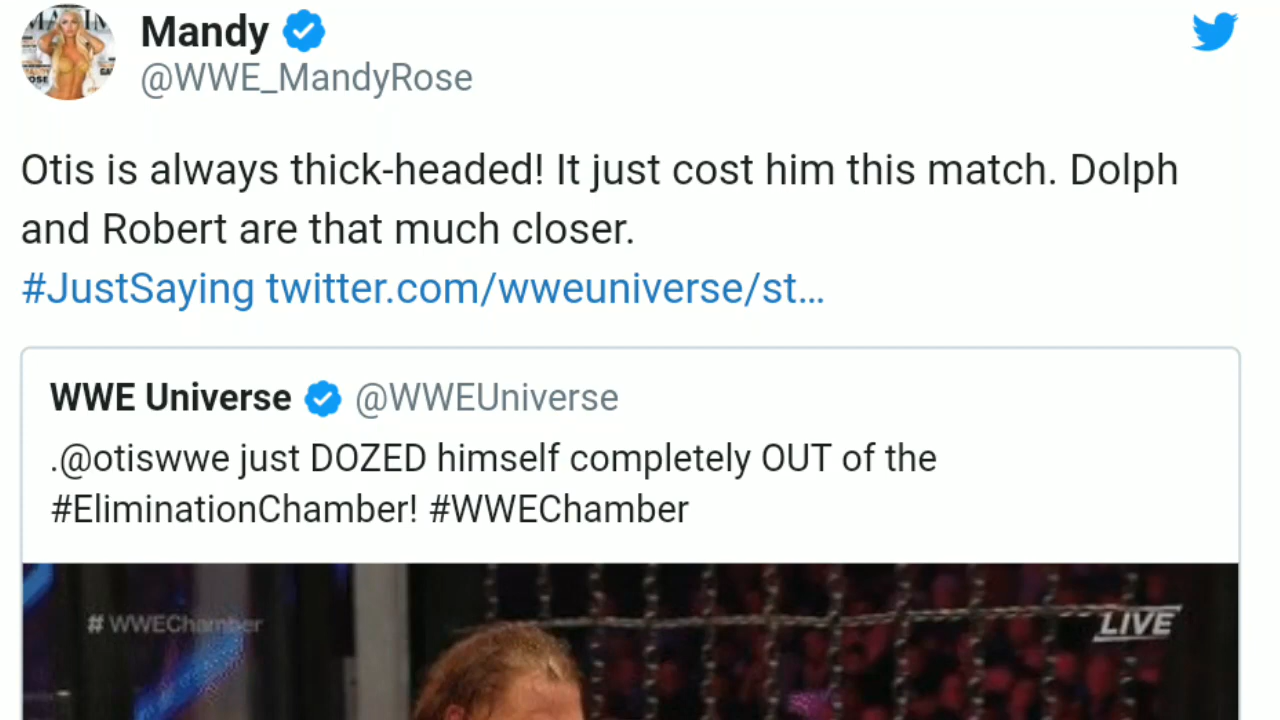 Mandy
@WWE_MandyRose
Otis is always thick-headed! It just cost him this match. Dolph
and Robert are that much closer.
#JustSaying twitter.com/wweuniverse/st…
WWE Universe @WWEUniverse
.@otiswwe just DOZED himself completely OUT of the
#EliminationChamber! #WWEChamber
# WWEChamber
LIVE